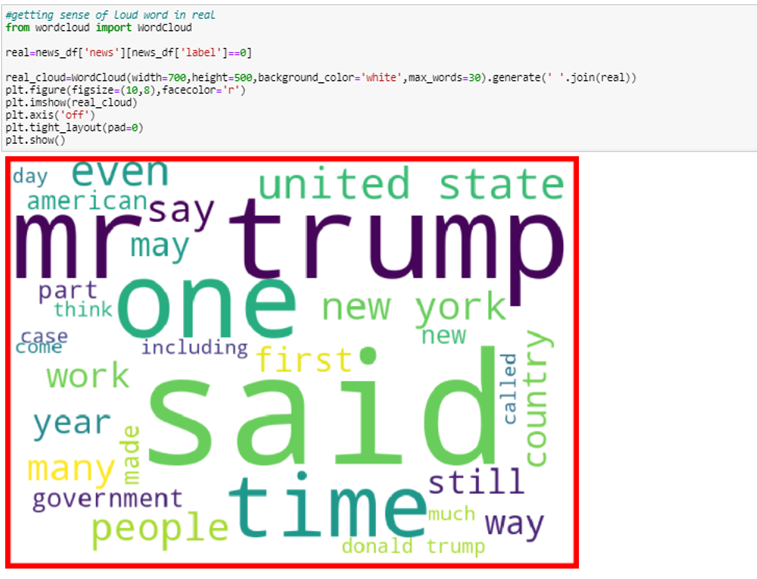 #getting sense of Loud word in real
from wordcloud import WordCloud
real=news_df['news'][news_df['label']==0]
real_cloud=WordCloud(width=700,height=500,background_color='white',max_words=30).generate(' '.join(real))
plt.figure(figsize=(10,8),facecolor='r')
plt.imshow(real_cloud)
plt.axis('off')
plt.tight_layout(pad=0)
plt.show()
day
even
united state
american
say
mr trump
may
part
one
new york
think
new
case
come
including
first
work
said
called
country
year
made
many
still
government
time
much
way
people
donald trump